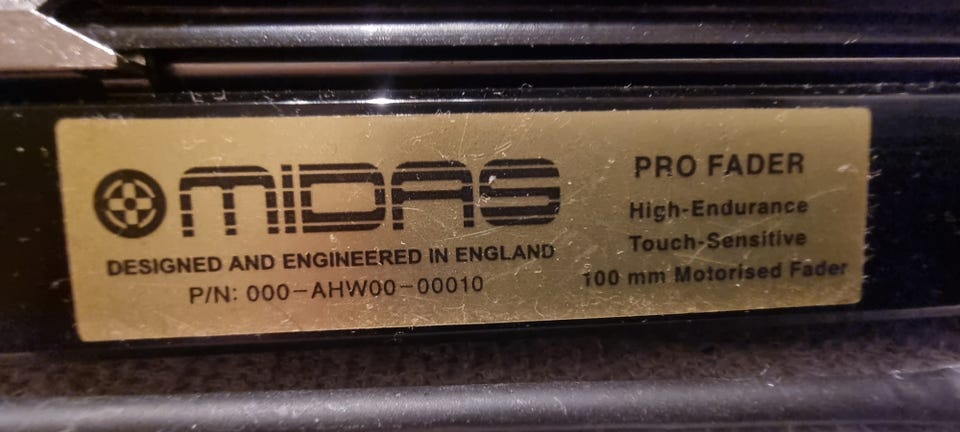 MIDAS
DESIGNED AND ENGINEERED IN ENGLAND
P/N: 000-AHW00-00010
PRO FADER
High-Endurance
Touch-Sensitive
100 mm Motorised Fader